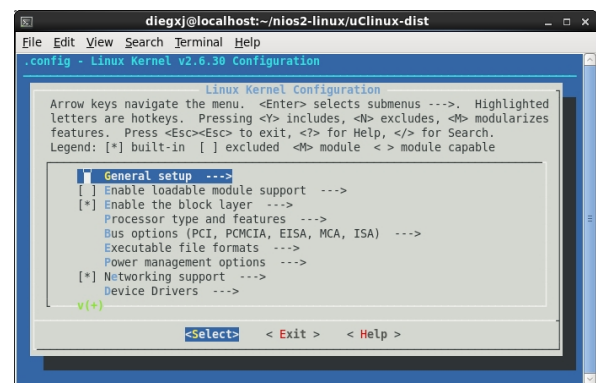 diegxj@localhost:~/nios2-linux/uClinux-dist
File Edit View Search Terminal Help
.config - Linux Kernel v2.6.30 Configuration
Linux Kernel Configuration
Arrow keys navigate the menu. <Enter> selects submenus --->. Highlighted
letters are hotkeys. Pressing <Y> includes, <N> excludes, <M> modularizes
features. Press <Esc><Esc> to exit, <?> for Help, </> for Search.
Legend: [*] built-in [ ] excluded <M> module < > module capable
General setup --->
[ ] Enable loadable module support --->
[*] Enable the block layer --->
Processor type and features --->
Bus options (PCI, PCMCIA, EISA, MCA, ISA) --->
Executable file formats --->
Power management options --->
[*] Networking support --->
Device Drivers --->
v(+)
<Select> < Exit > < Help >